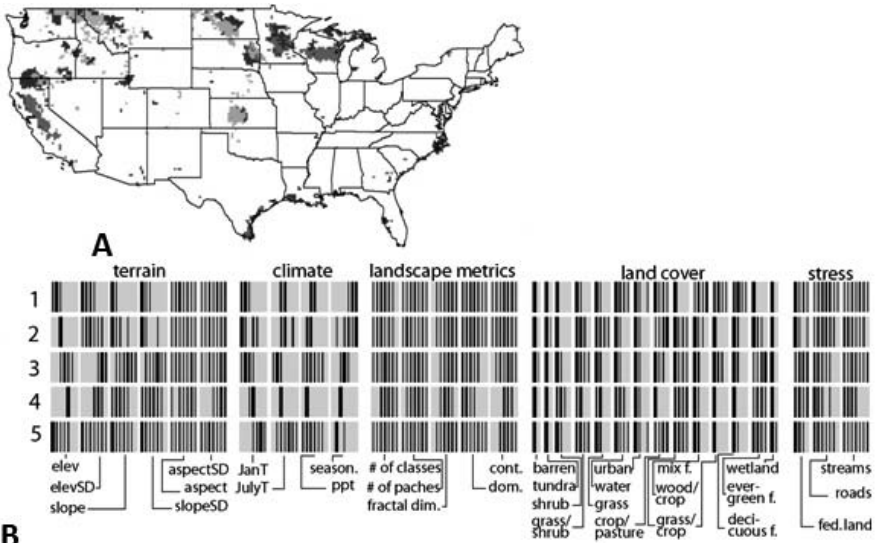 A
terrain climate landscape metrics land cover stress
1
2
3
4
5
elev aspectSD JanT season. # of classes cont. barren urban mix f. wetland streams
elevSD aspect JulyT ppt # of paches dom. tundra water wood/ crop ever- green f. roads
slope slopeSD fractal dim. shrub grass grass/ crop deci- cuous f. fed.land
grass/ shrub crop/ pasture
B